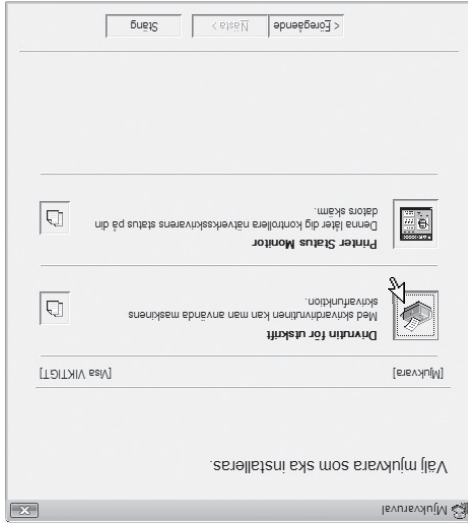 Mjukvaruval
Välj mjukvara som ska installeras.
[Mjukvara] [Visa VIKTIGT]
Drivrutin för utskrift
Med skrivardrivrutinen kan man använda maskinens
skrivarfunktion.
Printer Status Monitor
Denna låter dig kontrollera nätverksskrivarens status på din
dators skärm.
< Föregående Nästa > Stäng